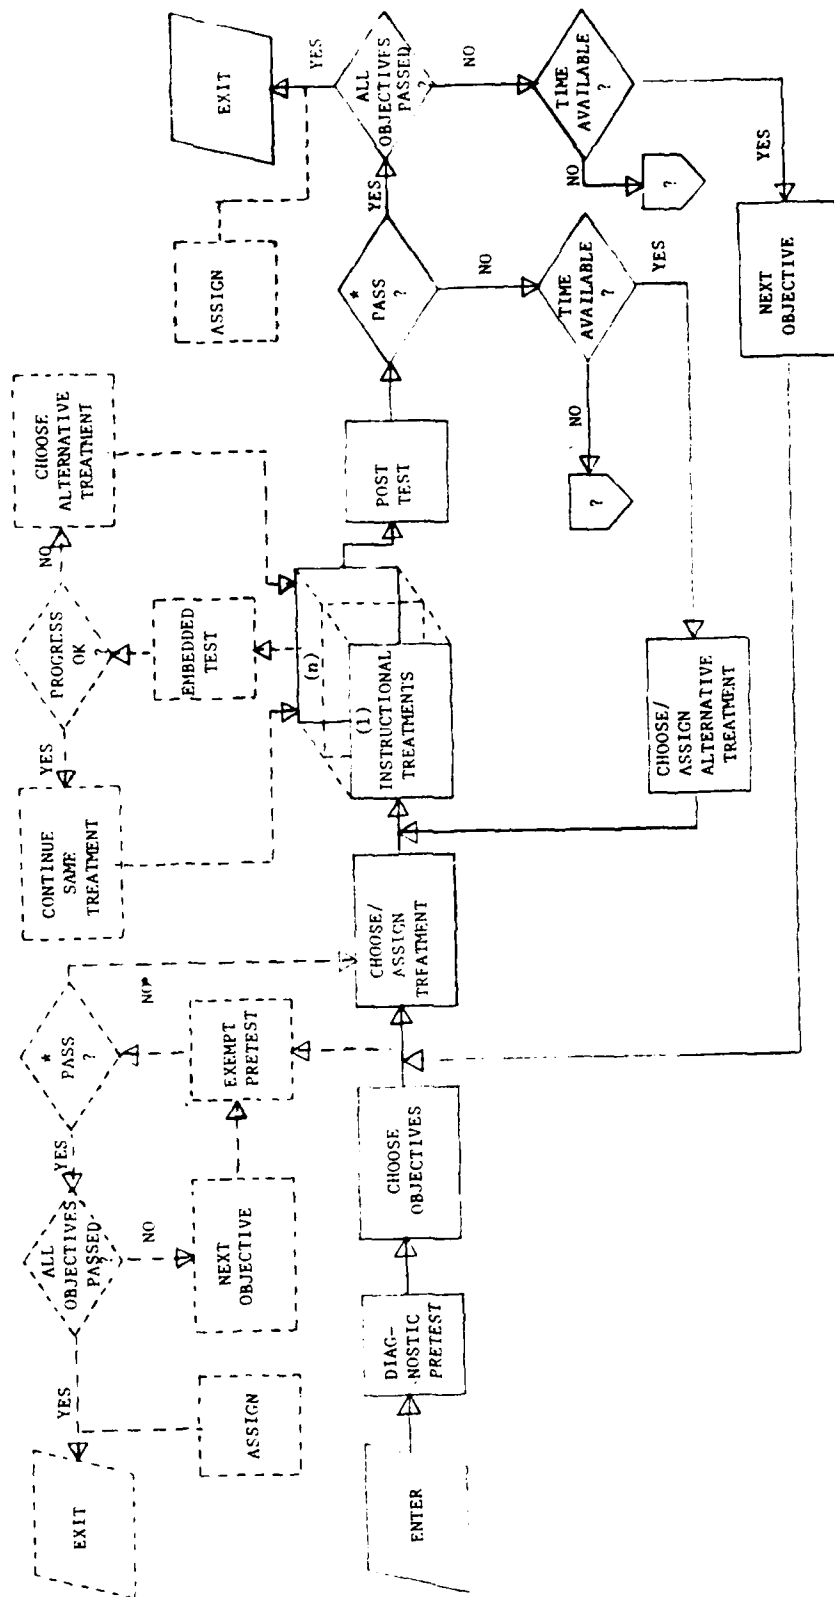 EXIT
YES
ALL
OBJECTIVES
PASSED
?
NO
YES
*
PASS
?
NO*
CONTINUE
SAME
TREATMENT
YES
PROGRESS
OK
?
NO
CHOOSE
ALTERNATIVE
TREATMENT
ASSIGN
NEXT
OBJECTIVE
EXEMPT
PRETEST
EMBEDDED
TEST
ASSIGN
EXIT
YES
ENTER
DIAG-
NOSTIC
PRETEST
CHOOSE
OBJECTIVES
CHOOSE/
ASSIGN
TREATMENT
(n)
(1)
INSTRUCTIONAL
TREATMENTS
POST
TEST
*
PASS
?
YES
ALL
OBJECTIVES
PASSED
?
NO
NO
TIME
AVAILABLE
?
NO
?
YES
TIME
AVAILABLE
?
NO
?
YES
CHOOSE/
ASSIGN
ALTERNATIVE
TREATMENT
NEXT
OBJECTIVE